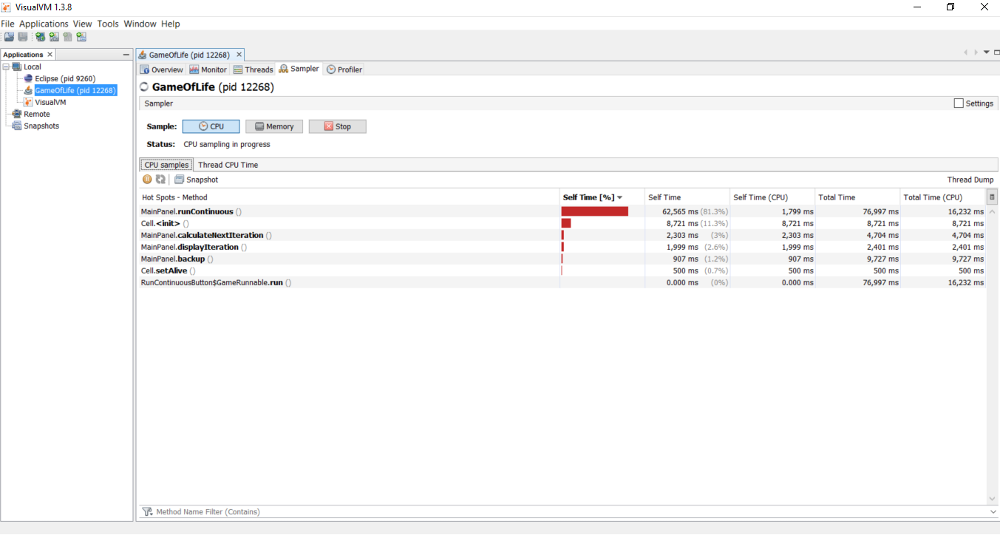 VisualVM 1.3.8
File Applications View Tools Window Help
Applications
GameOfLife (pid 12268)
Local
Eclipse (pid 9260)
GameOfLife (pid 12268)
VisualVM
Remote
Snapshots
Overview Monitor Threads Sampler Profiler
GameOfLife (pid 12268)
Sampler Settings
Sample: CPU Memory Stop
Status: CPU sampling in progress
CPU samples Thread CPU Time
Snapshot Thread Dump
Hot Spots - Method Self Time [%] Self Time Self Time (CPU) Total Time Total Time (CPU)
MainPanel.runContinuous () 62,565 ms (81.3%) 1,799 ms 76,997 ms 16,232 ms
Cell.<init> () 8,721 ms (11.3%) 8,721 ms 8,721 ms 8,721 ms
MainPanel.calculateNextIteration () 2,303 ms (3%) 2,303 ms 4,704 ms 4,704 ms
MainPanel.displayIteration () 1,999 ms (2.6%) 1,999 ms 2,401 ms 2,401 ms
MainPanel.backup () 907 ms (1.2%) 907 ms 9,727 ms 9,727 ms
Cell.setAlive () 500 ms (0.7%) 500 ms 500 ms 500 ms
RunContinuousButton$GameRunnable.run () 0.000 ms (0%) 0.000 ms 76,997 ms 16,232 ms
Method Name Filter (Contains)